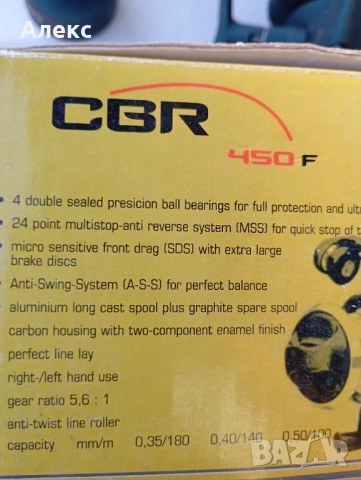 Алекс
CBR
450 F
• 4 double sealed presicion ball bearings for full protection and
• 24 point multistop-anti reverse system (MSS) for quick stop of
• micro sensitive front drag (SDS) with extra large
brake discs
• Anti-Swing-System (A-S-S) for perfect balance
aluminium long cast spool plus graphite spare spool
carbon housing with two-component enamel finish
perfect line lay
right-/left hand use
gear ratio 5,6 : 1
anti-twist line roller
capacity mm/m 0,35/180 0,40/140 0,50/100
BAZAR